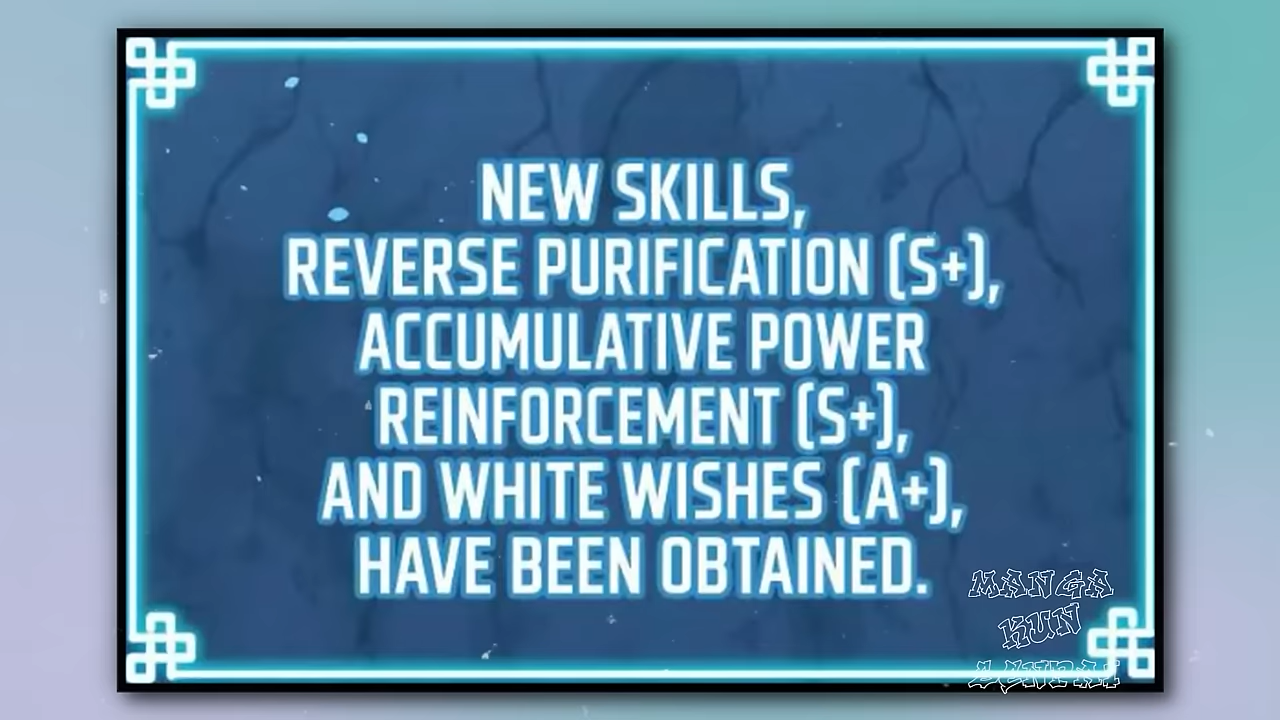 NEW SKILLS,
REVERSE PURIFICATION (S+),
ACCUMULATIVE POWER
REINFORCEMENT (S+),
AND WHITE WISHES (A+),
HAVE BEEN OBTAINED.
MANGA
KUN